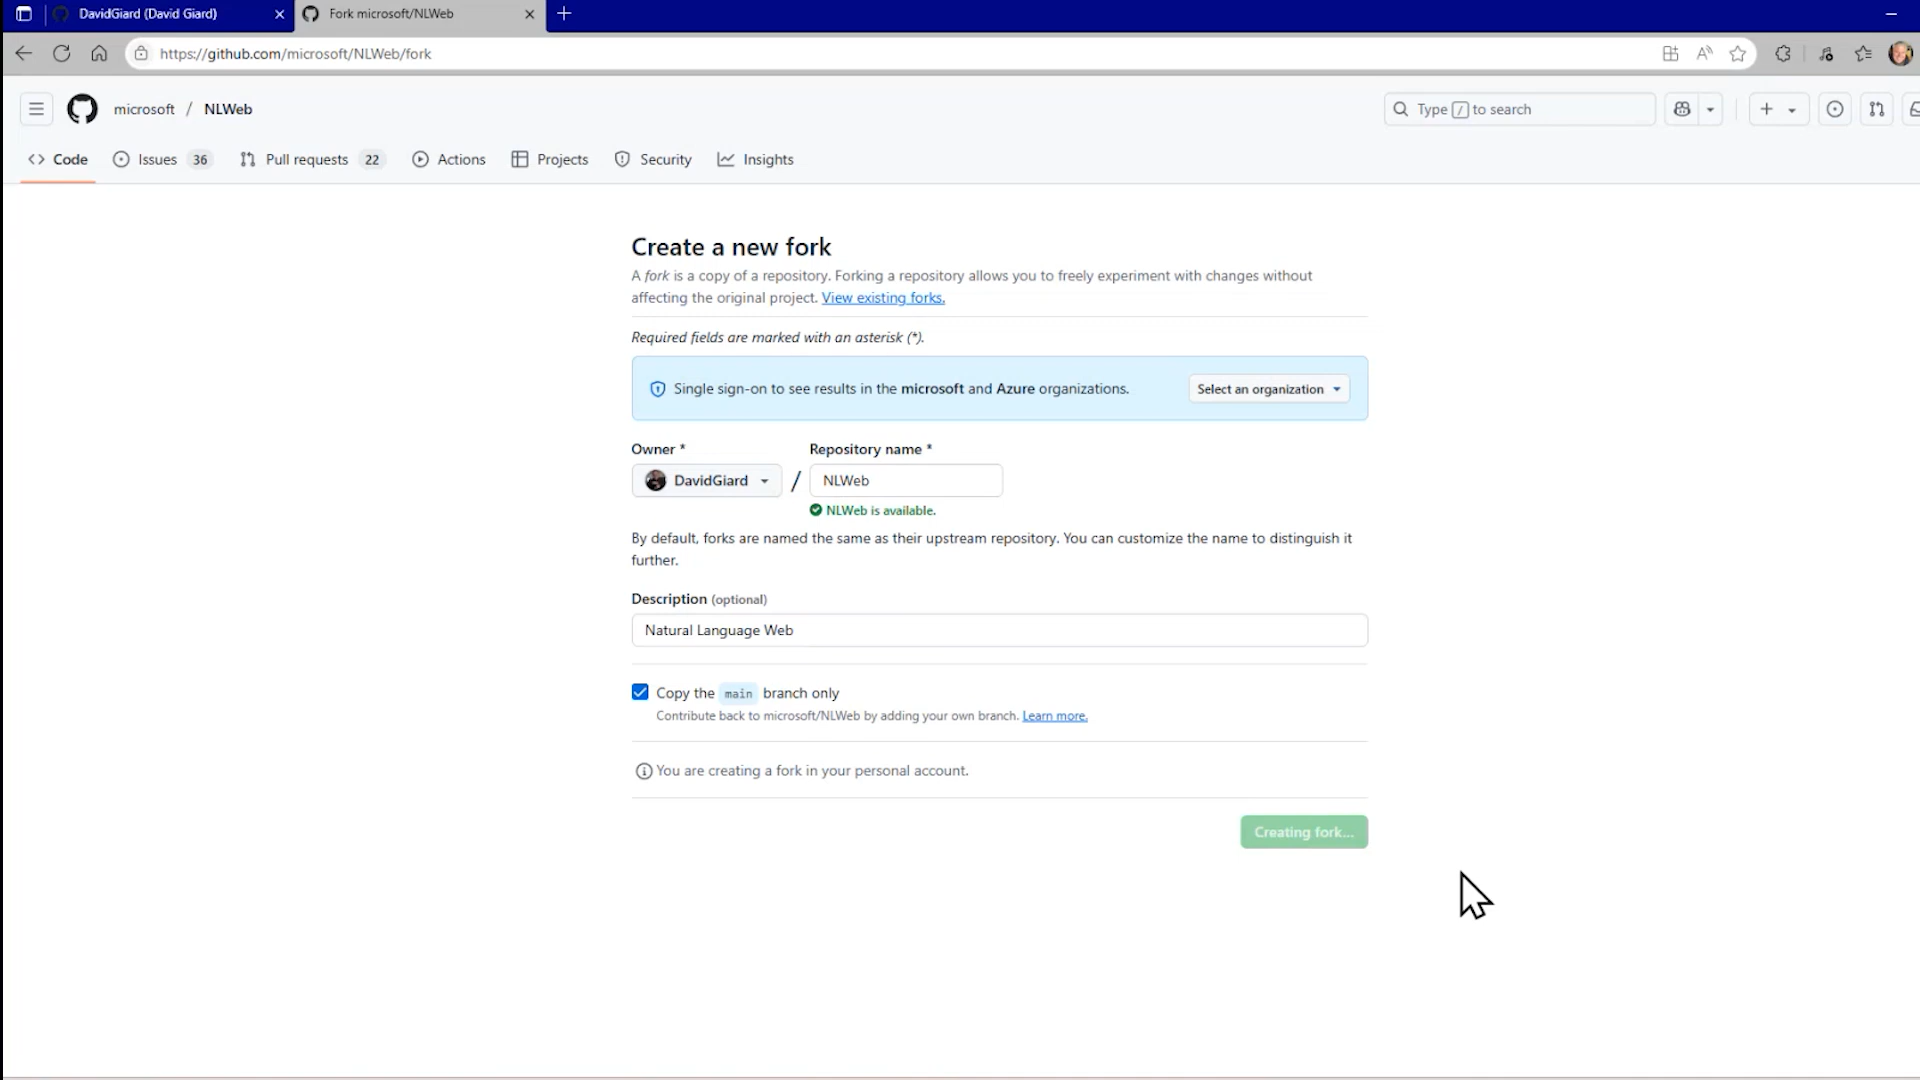 DavidGiard (David Giard)
Fork microsoft/NLWeb
https://github.com/microsoft/NLWeb/fork
microsoft / NLWeb
Type / to search
Code
Issues 36
Pull requests 22
Actions
Projects
Security
Insights
Create a new fork
A fork is a copy of a repository. Forking a repository allows you to freely experiment with changes without
affecting the original project. View existing forks.
Required fields are marked with an asterisk (*).
Single sign-on to see results in the microsoft and Azure organizations.
Select an organization
Owner *
Repository name *
DavidGiard / NLWeb
NLWeb is available.
By default, forks are named the same as their upstream repository. You can customize the name to distinguish it
further.
Description (optional)
Natural Language Web
Copy the main branch only
Contribute back to microsoft/NLWeb by adding your own branch. Learn more.
You are creating a fork in your personal account.
Creating fork...